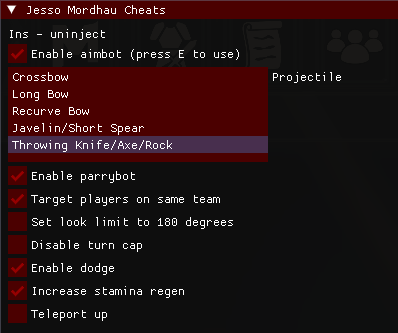 Jesso Mordhau Cheats
Ins - uninject
Enable aimbot (press E to use)
Crossbow
Projectile
Long Bow
Recurve Bow
Javelin/Short Spear
Throwing Knife/Axe/Rock
Enable parrybot
Target players on same team
Set look limit to 180 degrees
Disable turn cap
Enable dodge
Increase stamina regen
Teleport up